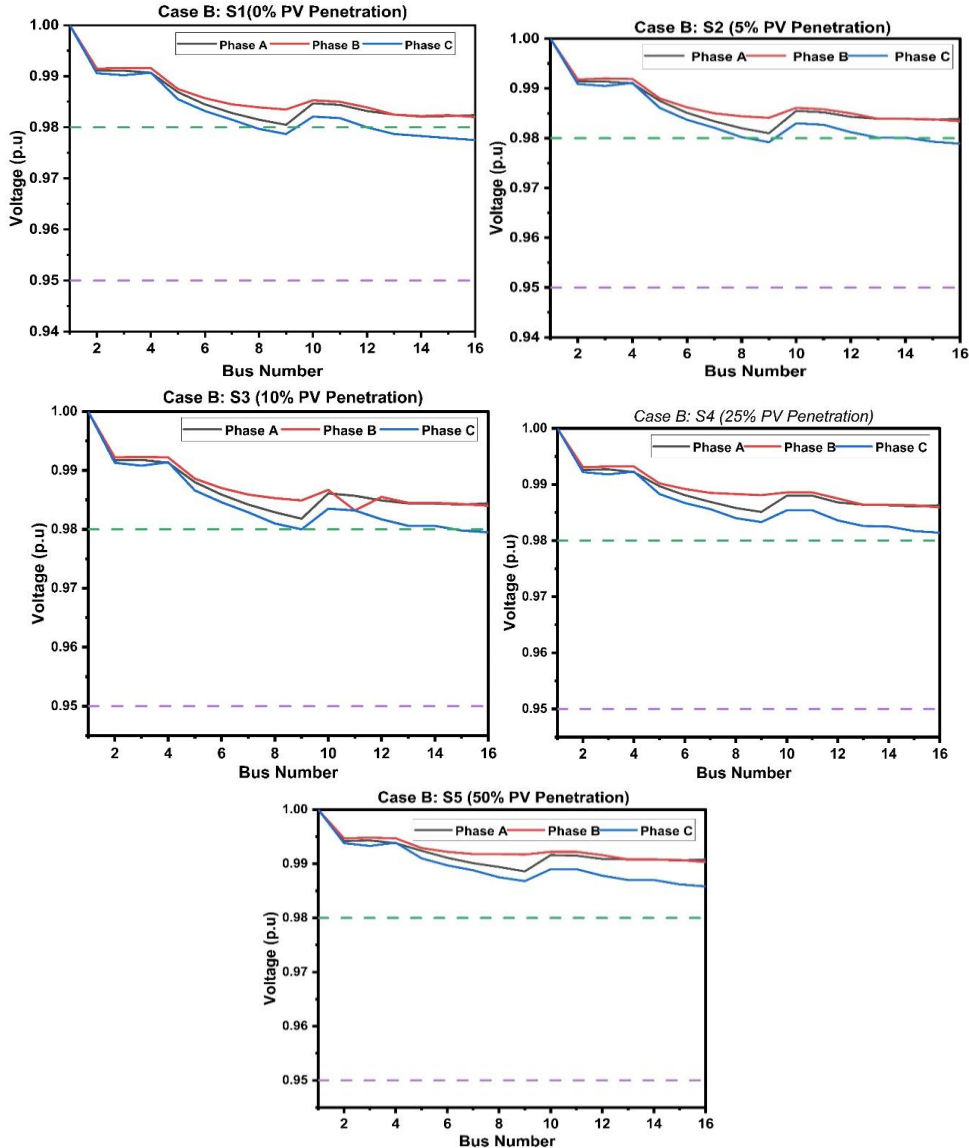 Case B: S1(0% PV Penetration)
Phase A Phase B Phase C
1.00
0.99
0.98
0.97
0.96
0.95
0.94
Voltage (p.u)
2 4 6 8 10 12 14 16
Bus Number
Case B: S2 (5% PV Penetration)
Phase A Phase B Phase C
1.00
0.99
0.98
0.97
0.96
0.95
0.94
Voltage (p.u)
2 4 6 8 10 12 14 16
Bus Number
Case B: S3 (10% PV Penetration)
Phase A Phase B Phase C
1.00
0.99
0.98
0.97
0.96
0.95
Voltage (p.u)
2 4 6 8 10 12 14 16
Bus Number
Case B: S4 (25% PV Penetration)
Phase A Phase B Phase C
1.00
0.99
0.98
0.97
0.96
0.95
Voltage (p.u)
2 4 6 8 10 12 14 16
Bus Number
Case B: S5 (50% PV Penetration)
Phase A Phase B Phase C
1.00
0.99
0.98
0.97
0.96
0.95
Voltage (p.u)
2 4 6 8 10 12 14 16
Bus Number